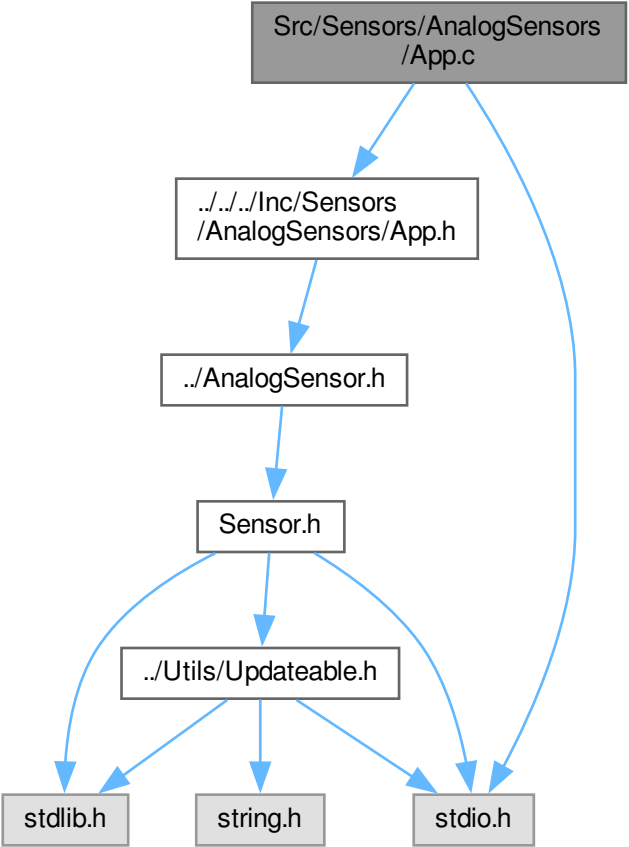 Src/Sensors/AnalogSensors
/App.c
../../../Inc/Sensors
/AnalogSensors/App.h
../AnalogSensor.h
Sensor.h
../Utils/Updateable.h
stdlib.h
string.h
stdio.h